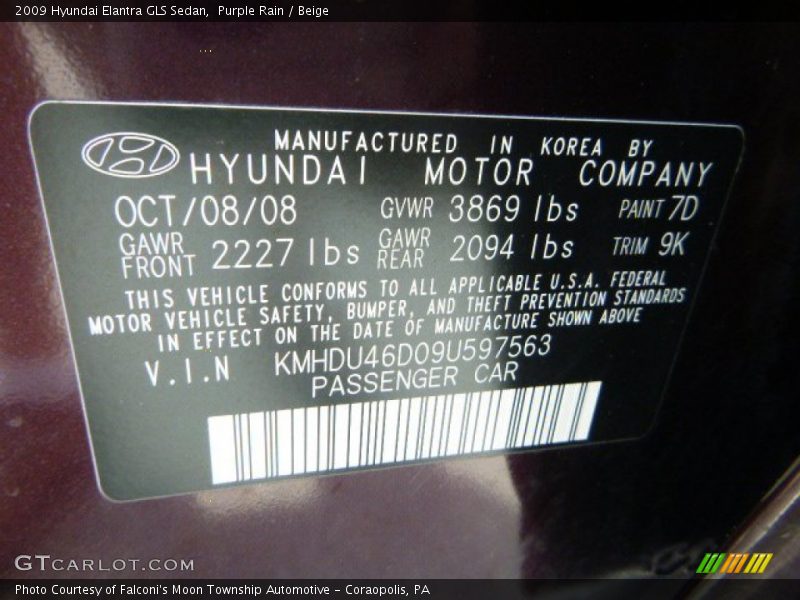 2009 Hyundai Elantra GLS Sedan, Purple Rain / Beige
MANUFACTURED IN KOREA BY
HYUNDAI MOTOR COMPANY
OCT/08/08 GVWR 3869 lbs PAINT 7D
GAWR FRONT 2227 lbs GAWR REAR 2094 lbs TRIM 9K
THIS VEHICLE CONFORMS TO ALL APPLICABLE U.S.A. FEDERAL
MOTOR VEHICLE SAFETY, BUMPER, AND THEFT PREVENTION STANDARDS
IN EFFECT ON THE DATE OF MANUFACTURE SHOWN ABOVE
V.I.N KMHDU46D09U597563
PASSENGER CAR
GTCARLOT.COM
Photo Courtesy of Falconi's Moon Township Automotive - Coraopolis, PA